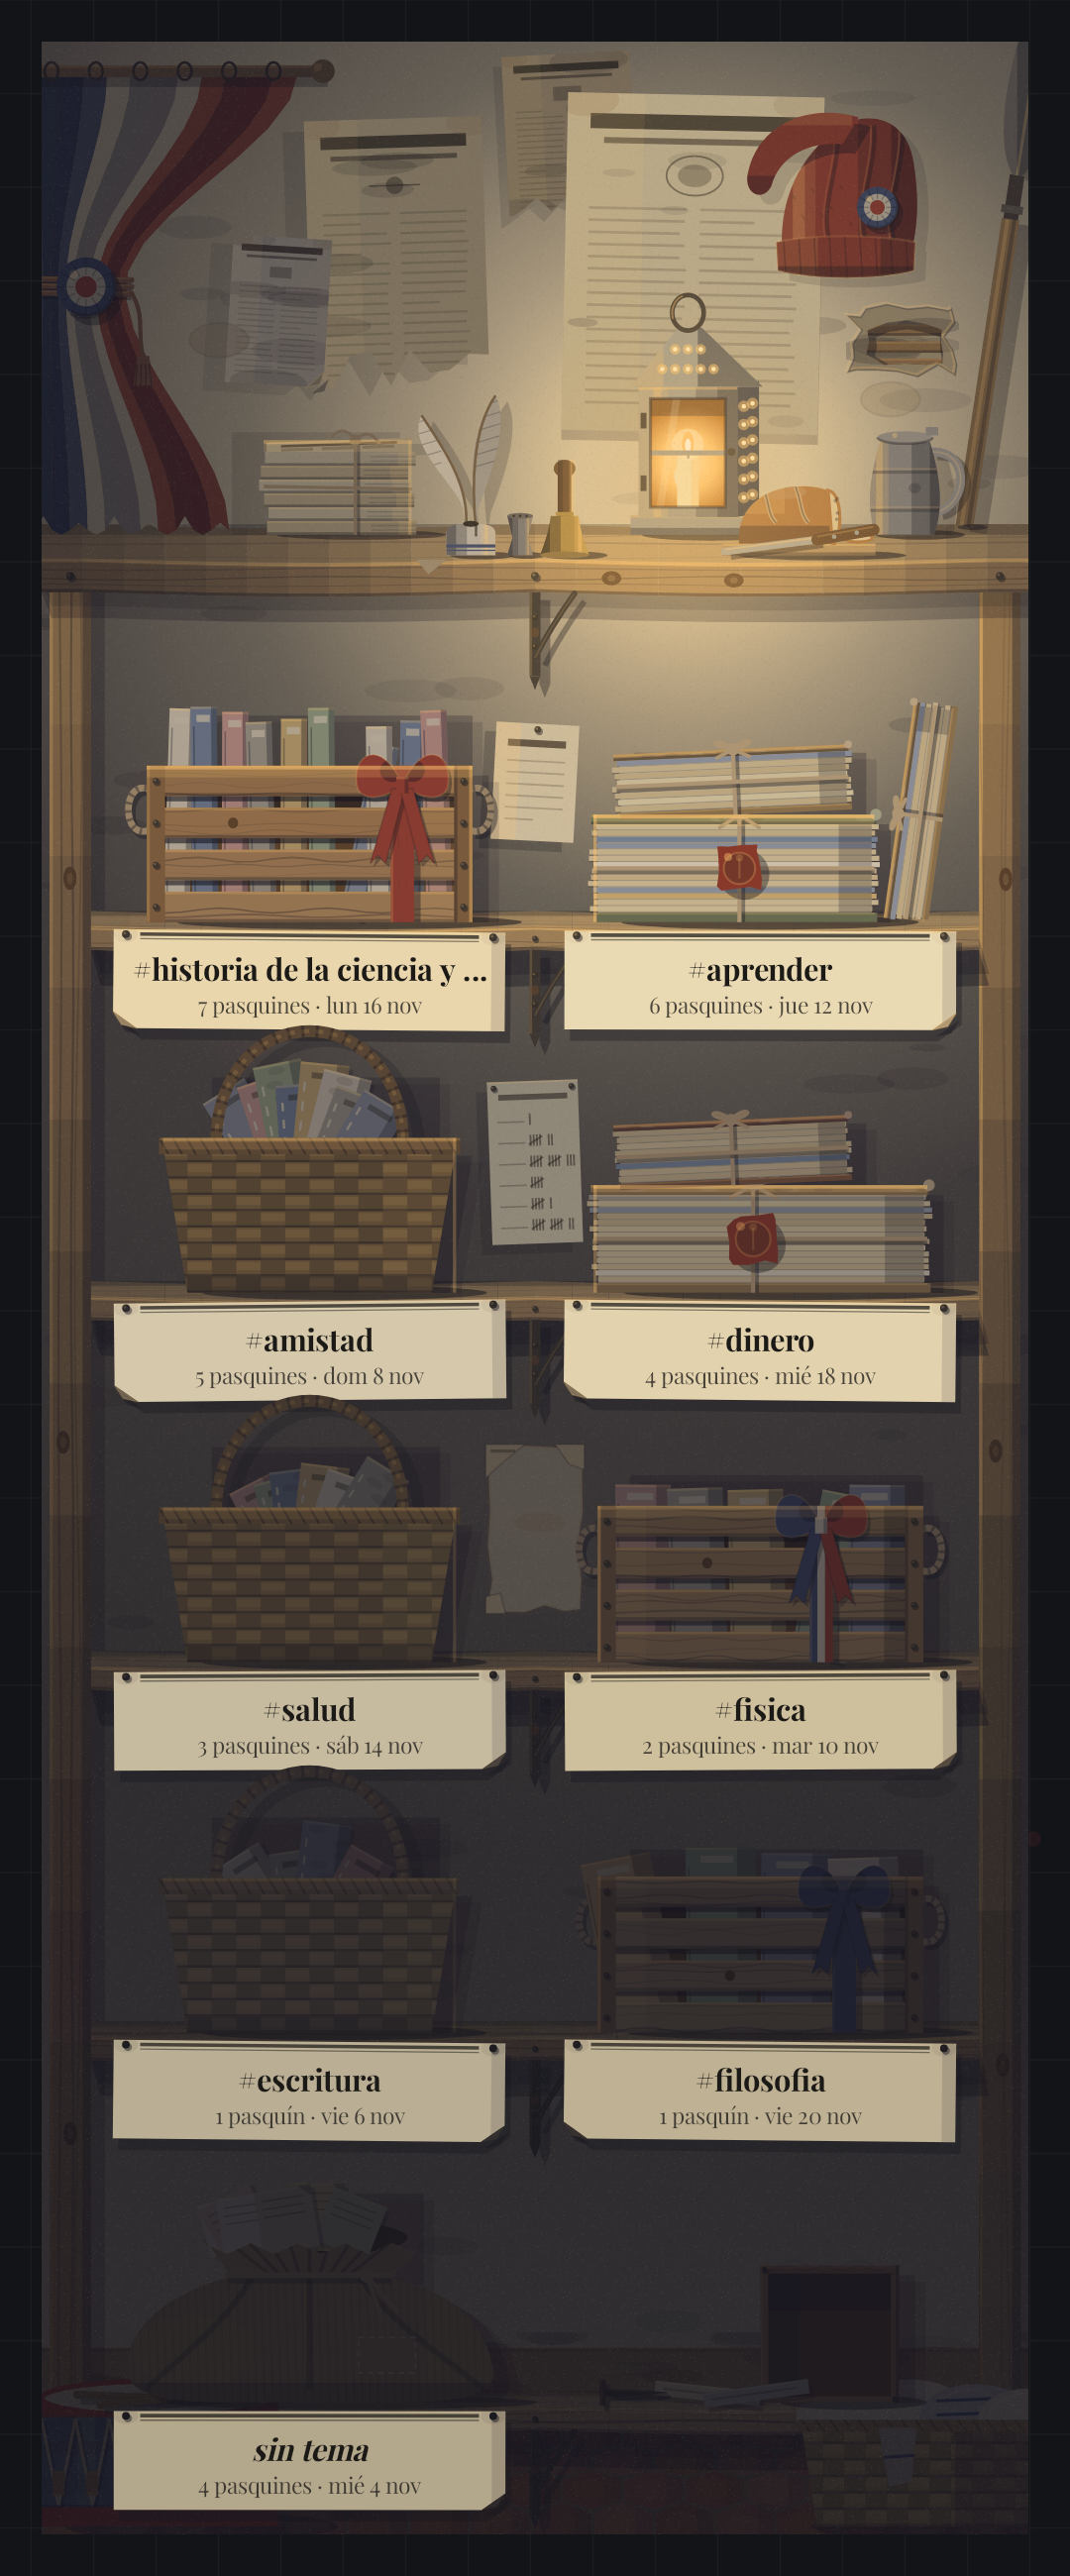 #historia de la ciencia y ...
7 pasquines · lun 16 nov
#aprender
6 pasquines · jue 12 nov
#amistad
5 pasquines · dom 8 nov
#dinero
4 pasquines · mié 18 nov
#salud
3 pasquines · sáb 14 nov
#fisica
2 pasquines · mar 10 nov
#escritura
1 pasquín · vie 6 nov
#filosofia
1 pasquín · vie 20 nov
sin tema
4 pasquines · mié 4 nov